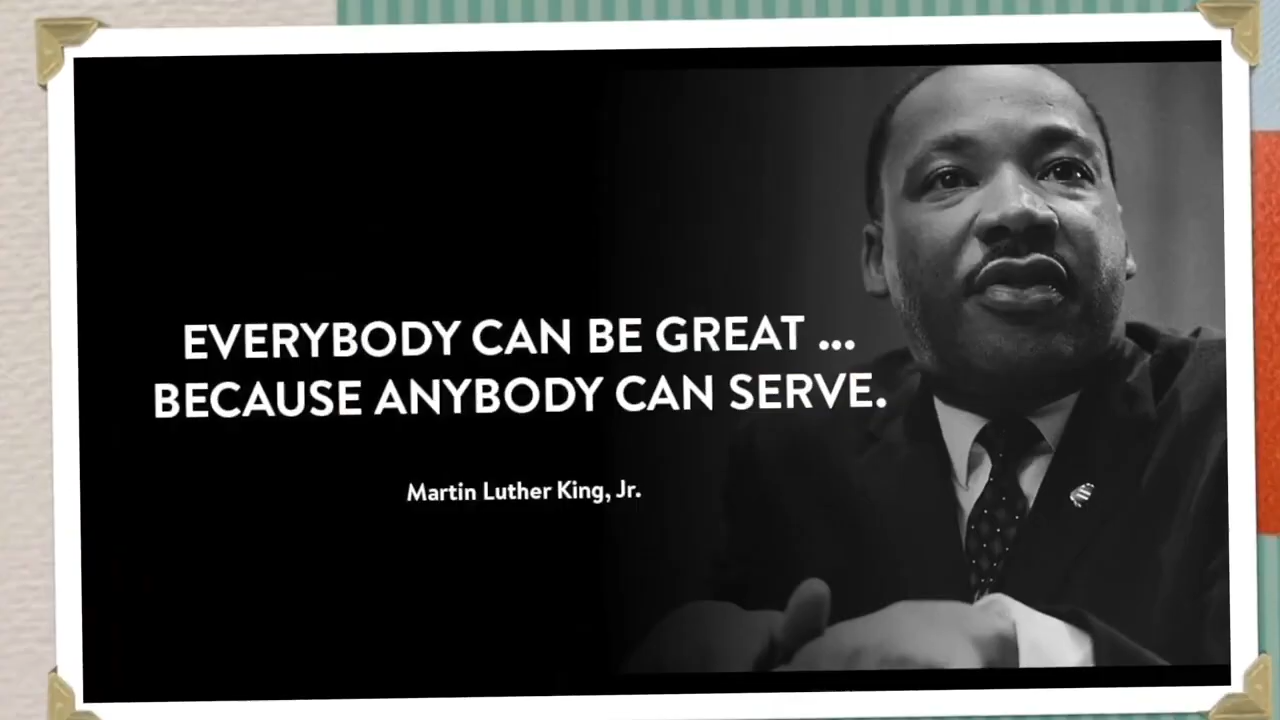 EVERYBODY CAN BE GREAT ...
BECAUSE ANYBODY CAN SERVE.
Martin Luther King, Jr.